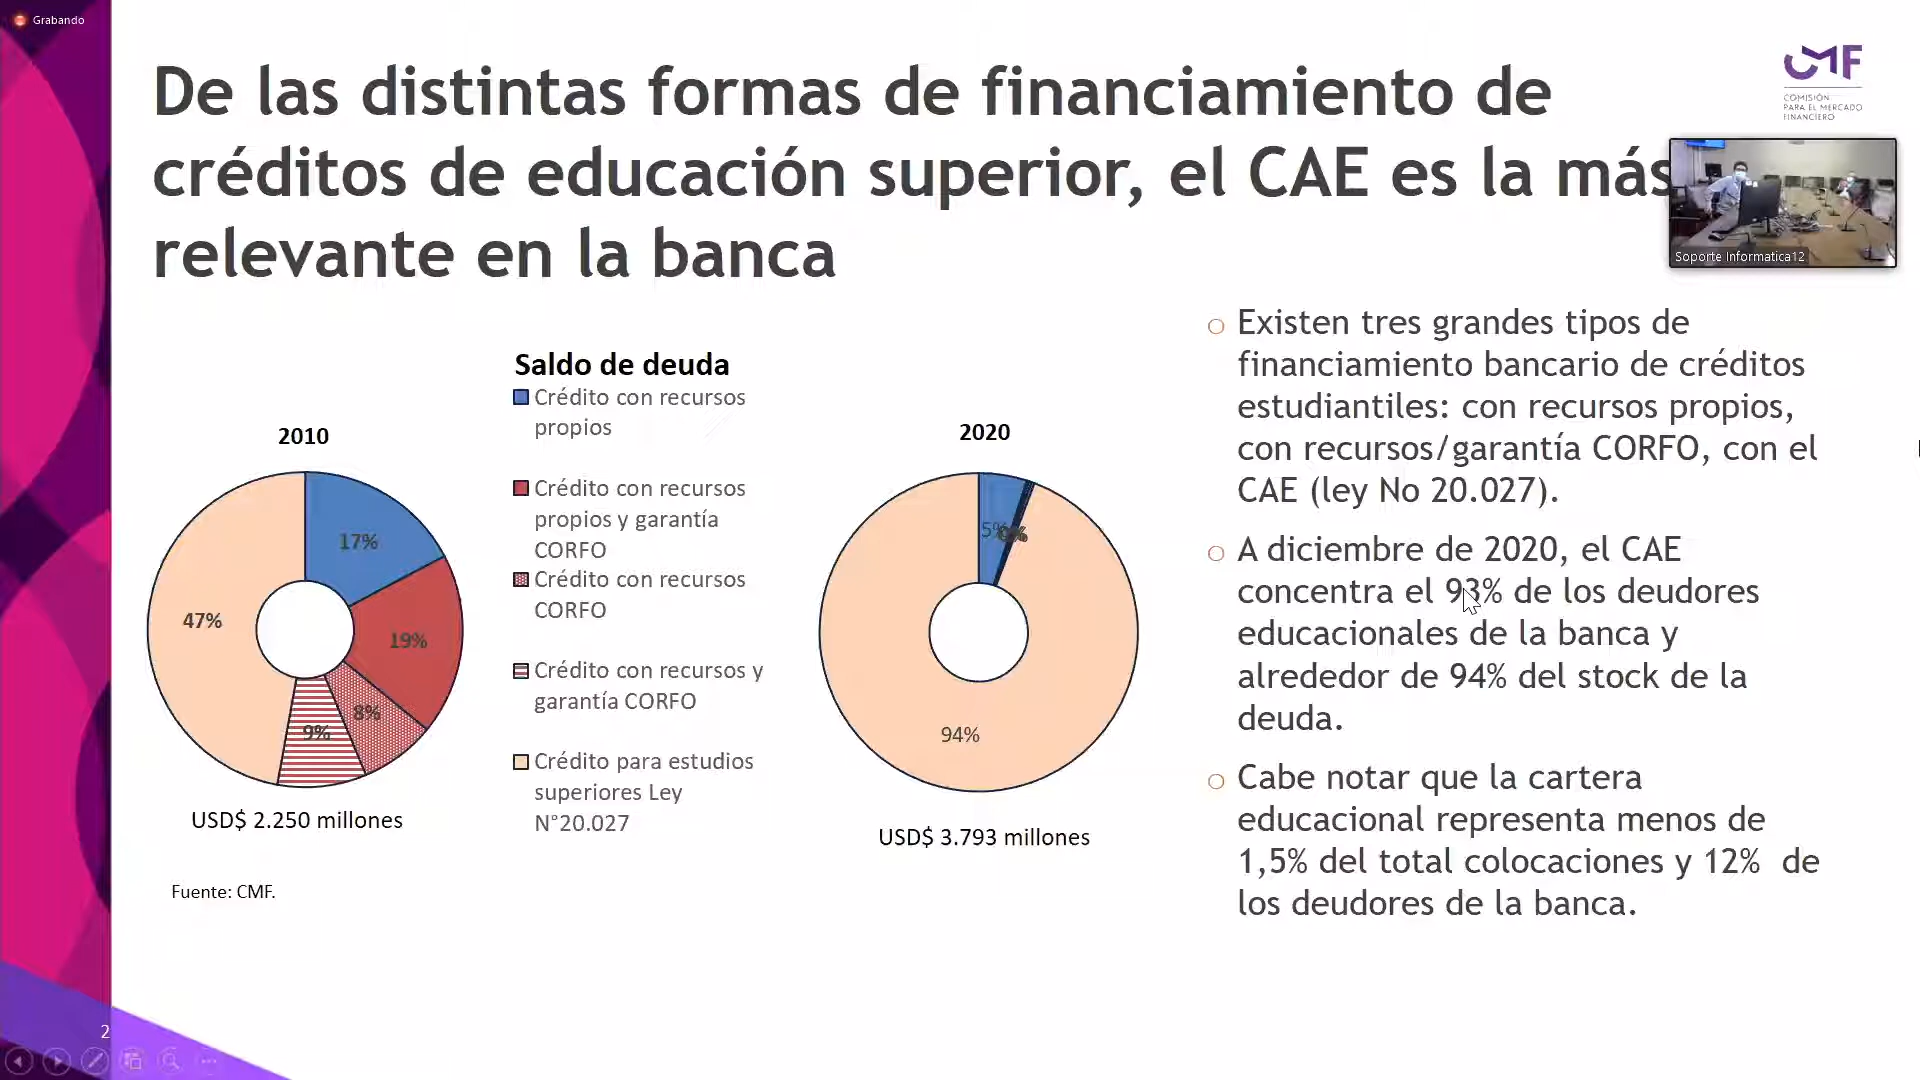 Grabando
De las distintas formas de financiamiento de
créditos de educación superior, el CAE es la más
relevante en la banca
CMF
COMISIÓN
PARA EL MERCADO
FINANCIERO
Soporte Informatica12
Saldo de deuda
Crédito con recursos
propios
Crédito con recursos
propios y garantía
CORFO
Crédito con recursos
CORFO
Crédito con recursos y
garantía CORFO
Crédito para estudios
superiores Ley
N°20.027
2010
17%
19%
8%
9%
47%
USD$ 2.250 millones
2020
5%
94%
USD$ 3.793 millones
Fuente: CMF.
Existen tres grandes tipos de
financiamiento bancario de créditos
estudiantiles: con recursos propios,
con recursos/garantía CORFO, con el
CAE (ley No 20.027).
A diciembre de 2020, el CAE
concentra el 93% de los deudores
educacionales de la banca y
alrededor de 94% del stock de la
deuda.
Cabe notar que la cartera
educacional representa menos de
1,5% del total colocaciones y 12% de
los deudores de la banca.
2